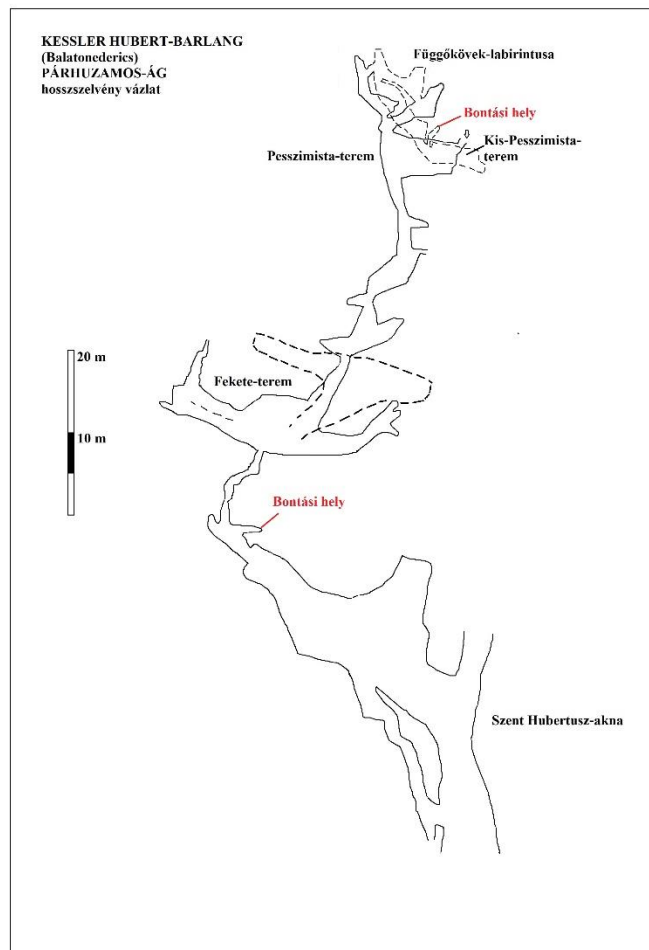 KESSLER HUBERT-BARLANG
(Balatonederics)
PÁRHUZAMOS-ÁG
hosszszelvény vázlat
Függőkövek-labirintusa
Bontási hely
Kis-Pesszimista-
terem
Pesszimista-terem
20 m
Fekete-terem
10 m
Bontási hely
Szent Hubertusz-akna